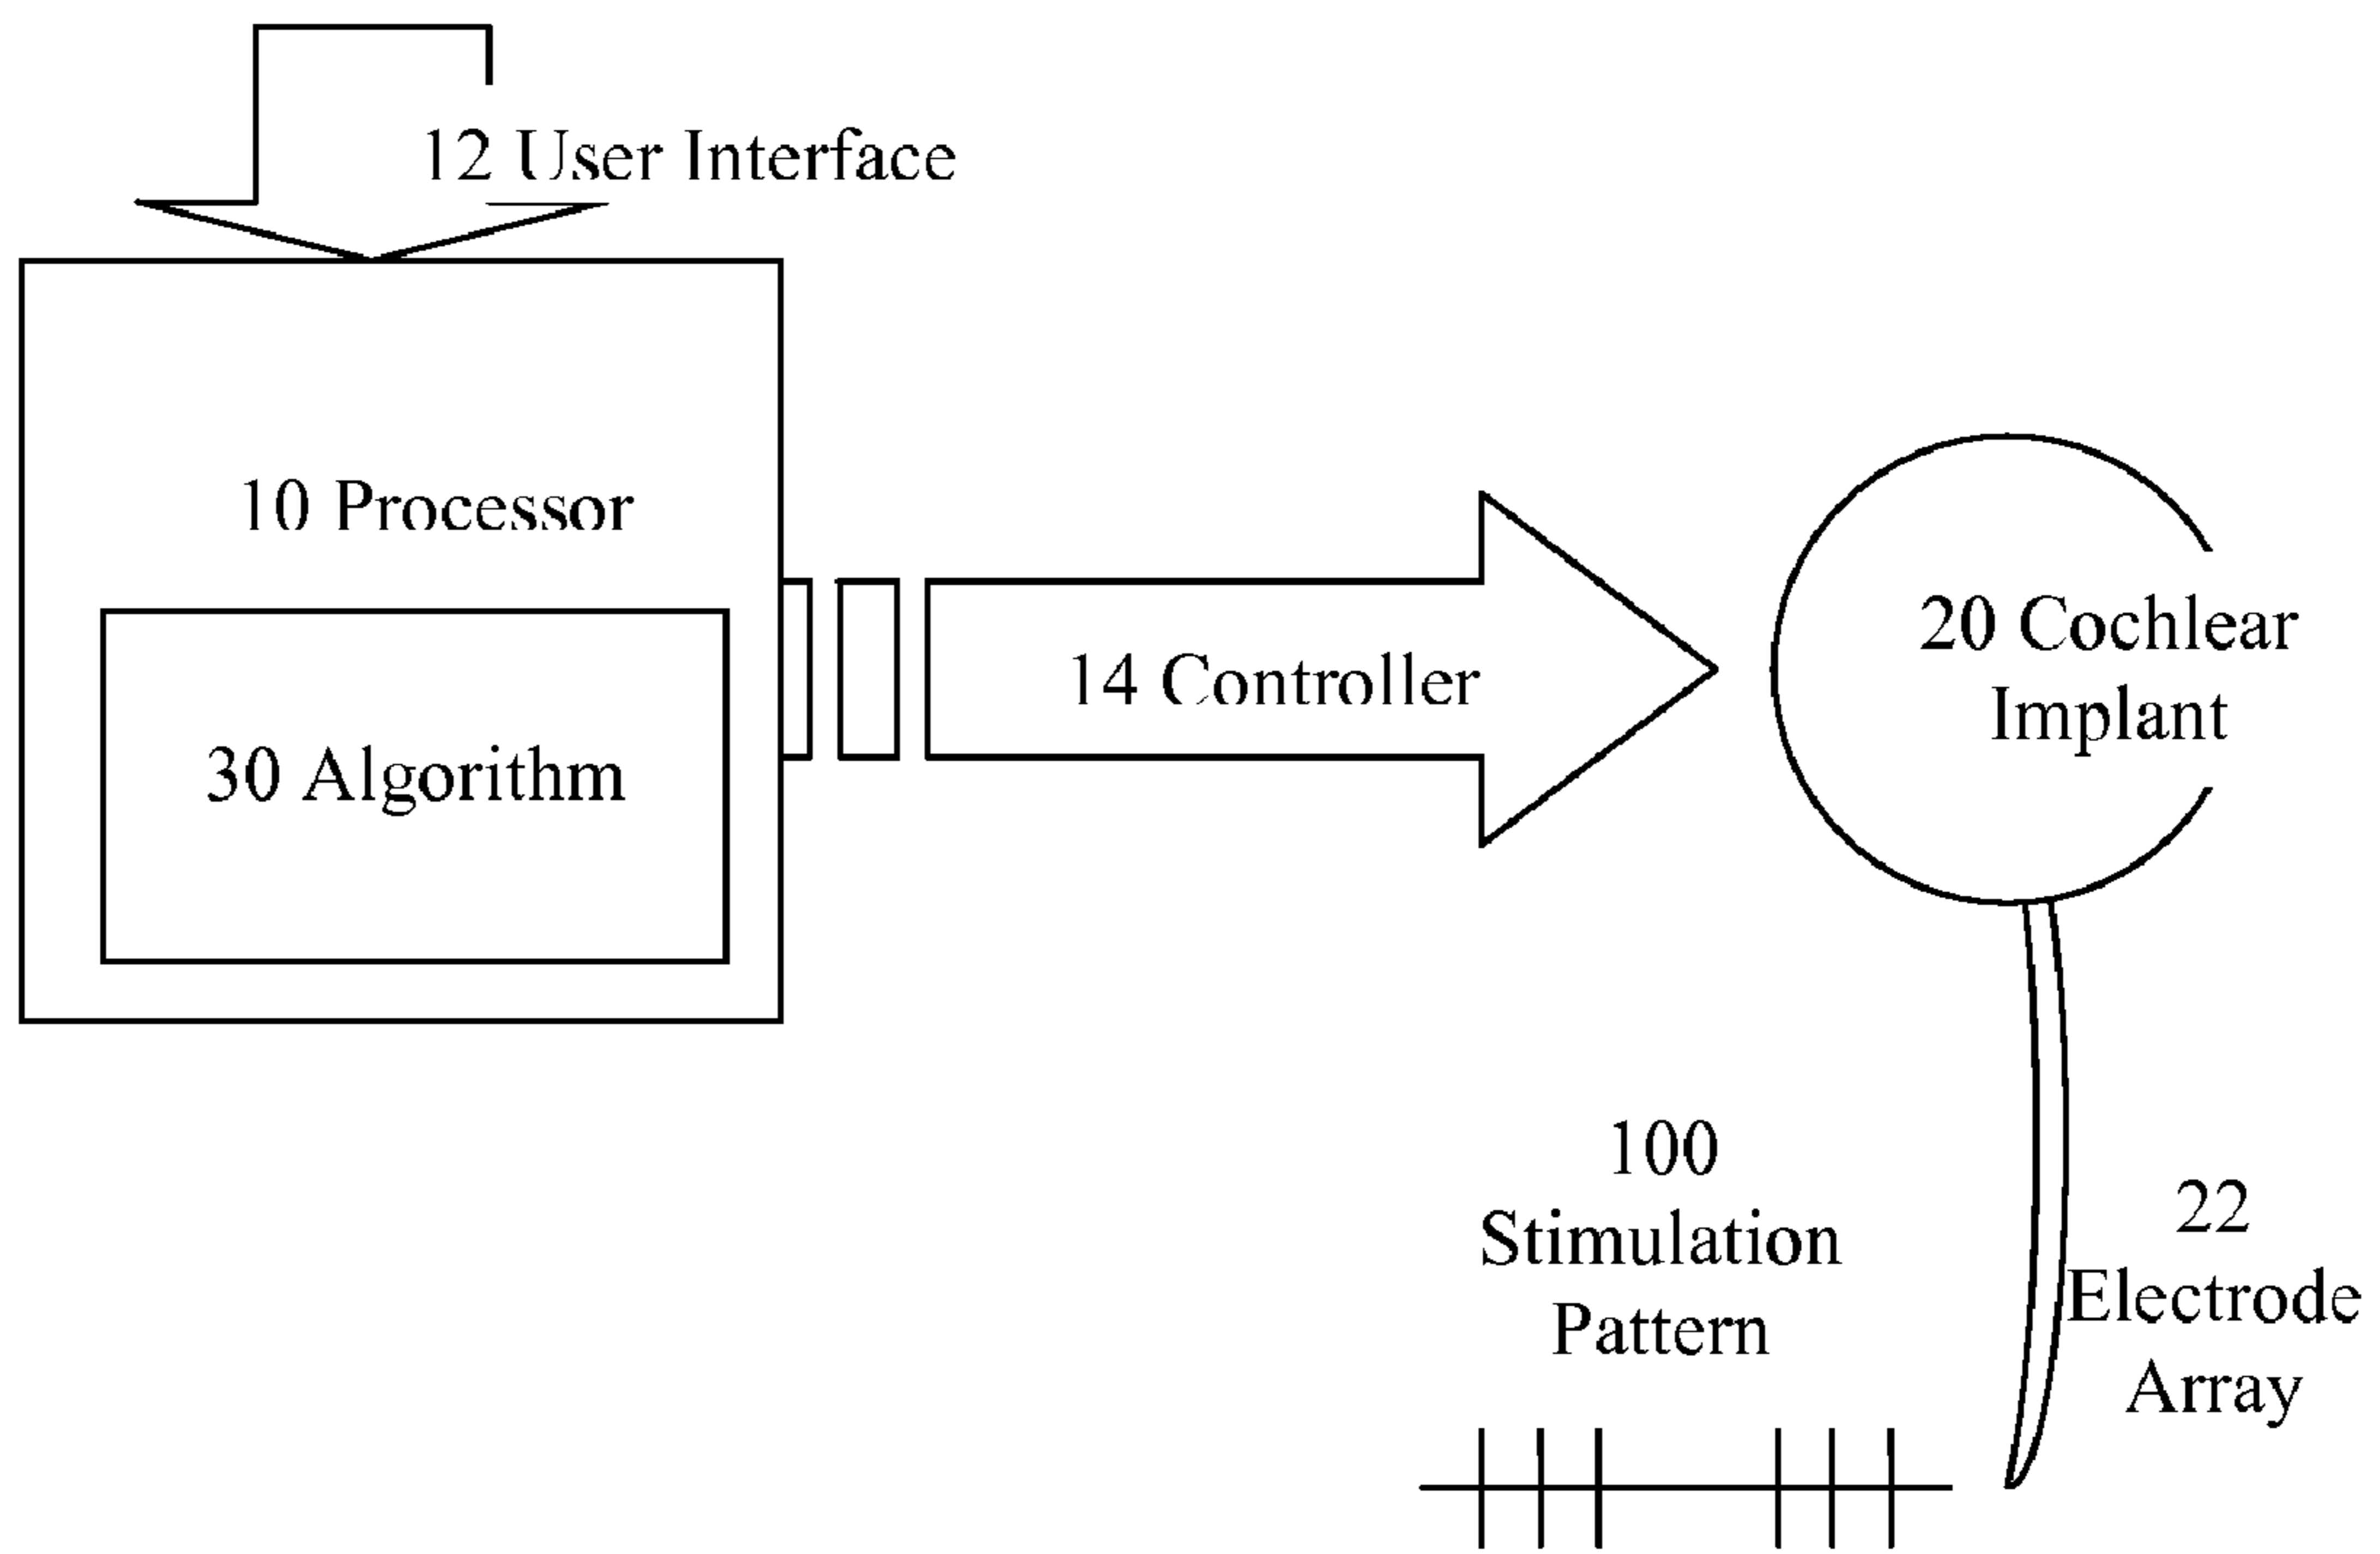 12 User Interface
10 Processor
30 Algorithm
14 Controller
20 Cochlear
Implant
100
Stimulation
Pattern
22
Electrode
Array